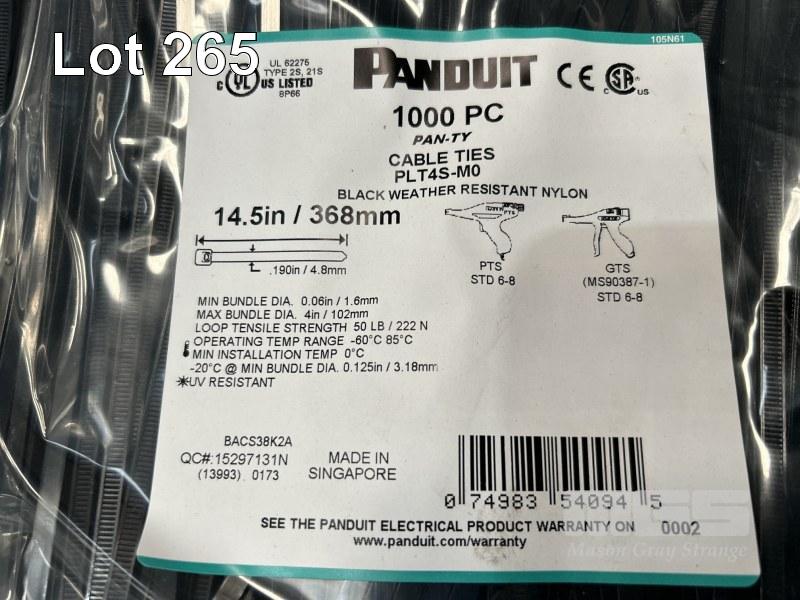 Lot 265
105N61
UL 62275
TYPE 2S, 21S
C UL US LISTED
8P66
PANDUIT
CE
SA®
C US
1000 PC
PAN-TY
CABLE TIES
PLT4S-M0
BLACK WEATHER RESISTANT NYLON
14.5in / 368mm
.190in / 4.8mm
PTS
PTS
STD 6-8
GTS
(MS90387-1)
STD 6-8
MIN BUNDLE DIA. 0.06in / 1.6mm
MAX BUNDLE DIA. 4in / 102mm
LOOP TENSILE STRENGTH 50 LB / 222 N
OPERATING TEMP RANGE -60°C 85°C
MIN INSTALLATION TEMP 0°C
-20°C @ MIN BUNDLE DIA. 0.125in / 3.18mm
UV RESISTANT
BACS38K2A
QC#:15297131N
(13993) 0173
MADE IN
SINGAPORE
0 74983 54094 5
SEE THE PANDUIT ELECTRICAL PRODUCT WARRANTY ON 0002
www.panduit.com/warranty
MGS
Mason Gray Strange